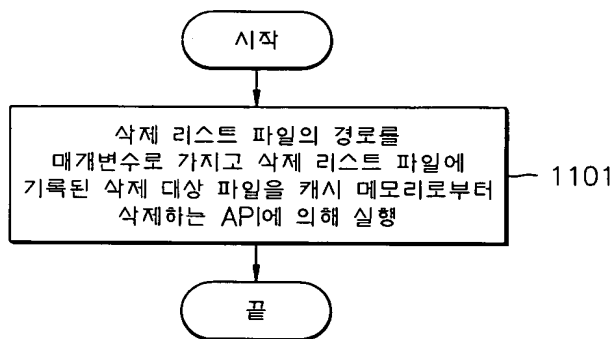 시작
삭제 리스트 파일의 경로를
매개변수로 가지고 삭제 리스트 파일에
기록된 삭제 대상 파일을 캐시 메모리로부터
삭제하는 API에 의해 실행
1101
끝